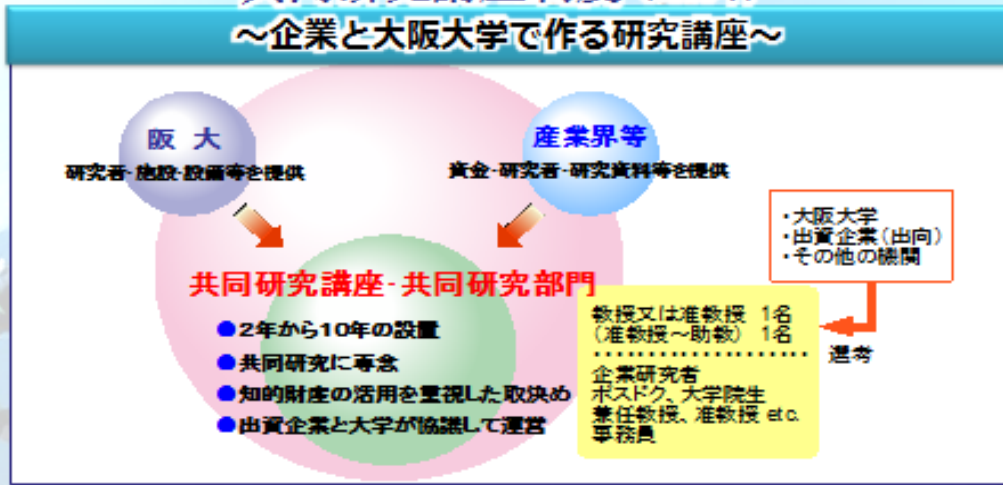 ～企業と大阪大学で作る研究講座～
阪 大
研究者・施設・設備等を提供
産業界等
資金・研究者・研究資料等を提供
・大阪大学
・出資企業(出向)
・その他の機関
共同研究講座・共同研究部門
●2年から10年の設置
●共同研究に専念
●知的財産の活用を重視した取決め
●出資企業と大学が協議して運営
教授又は准教授 1名
(准教授～助教) 1名
選考
企業研究者
ポスドク、大学院生
兼任教授、准教授 etc.
事務員